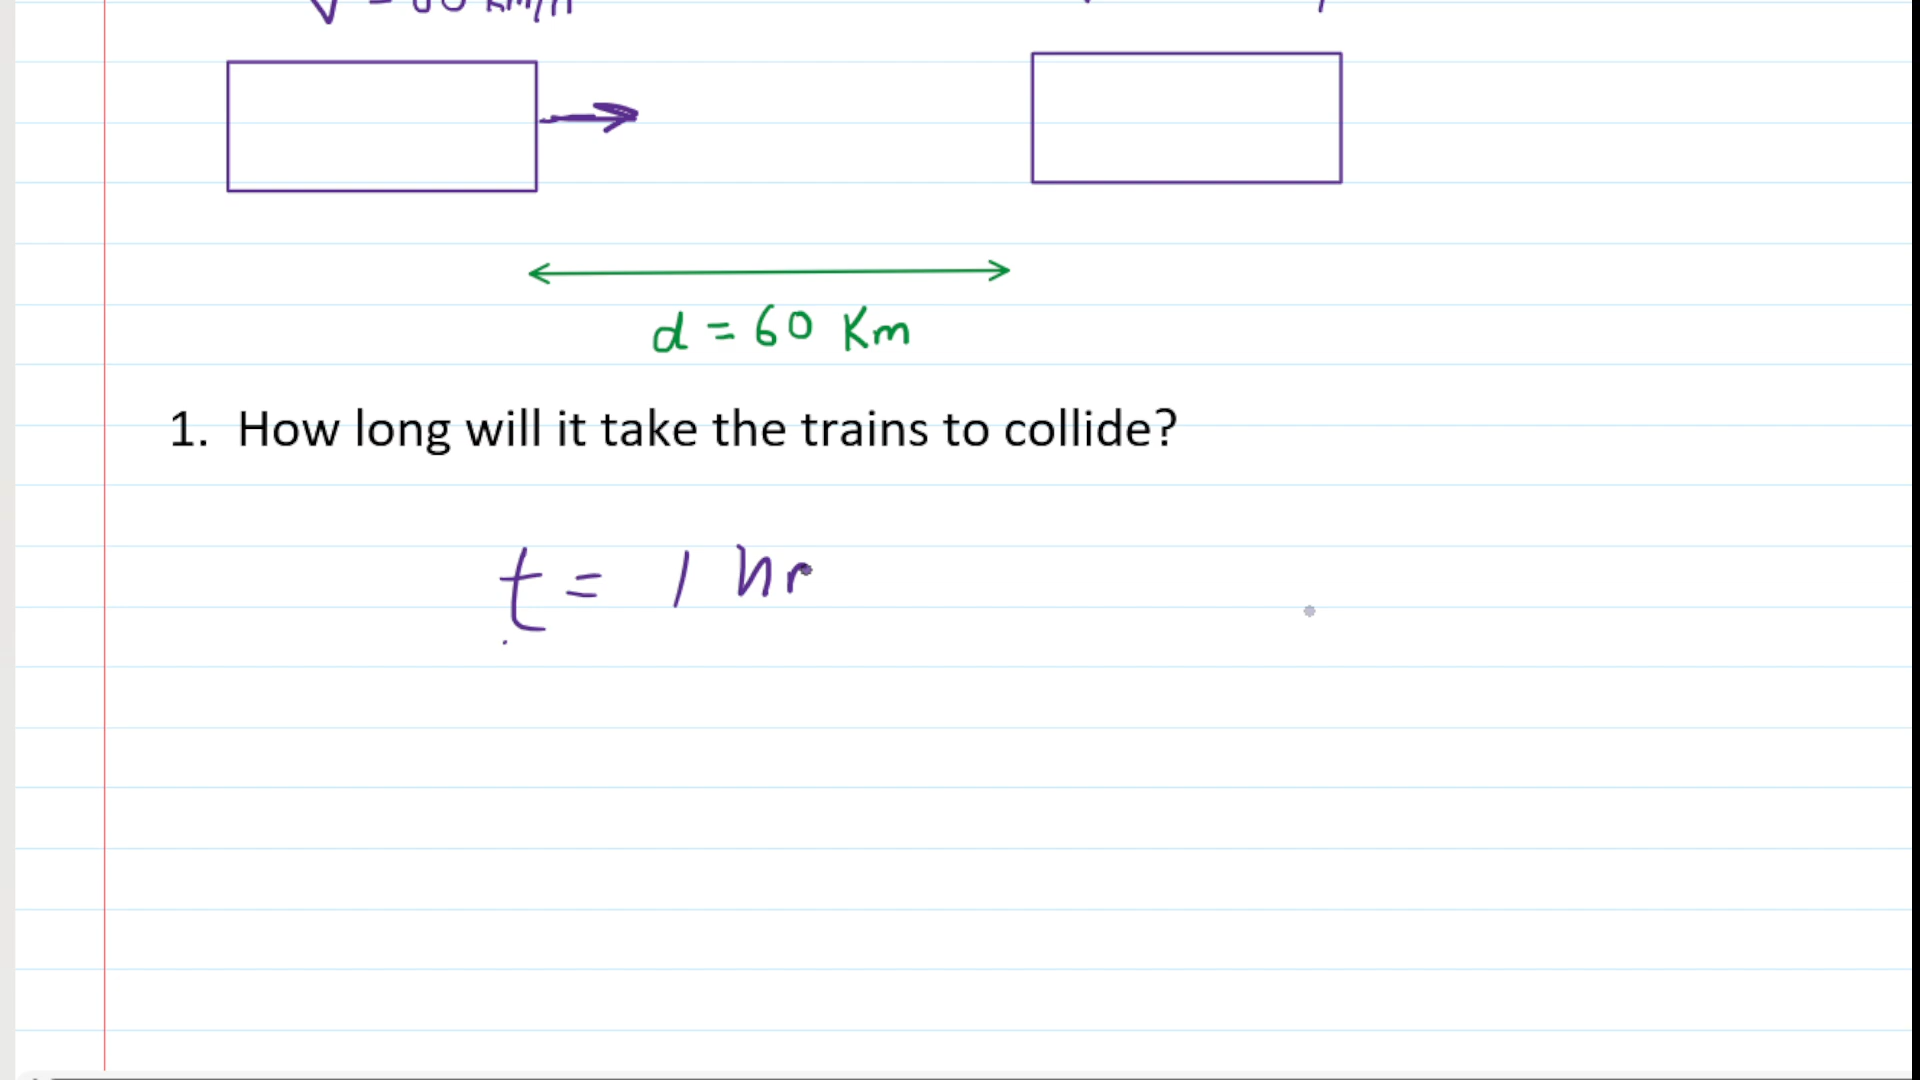 d = 60 Km
1. How long will it take the trains to collide?
t = 1 hr